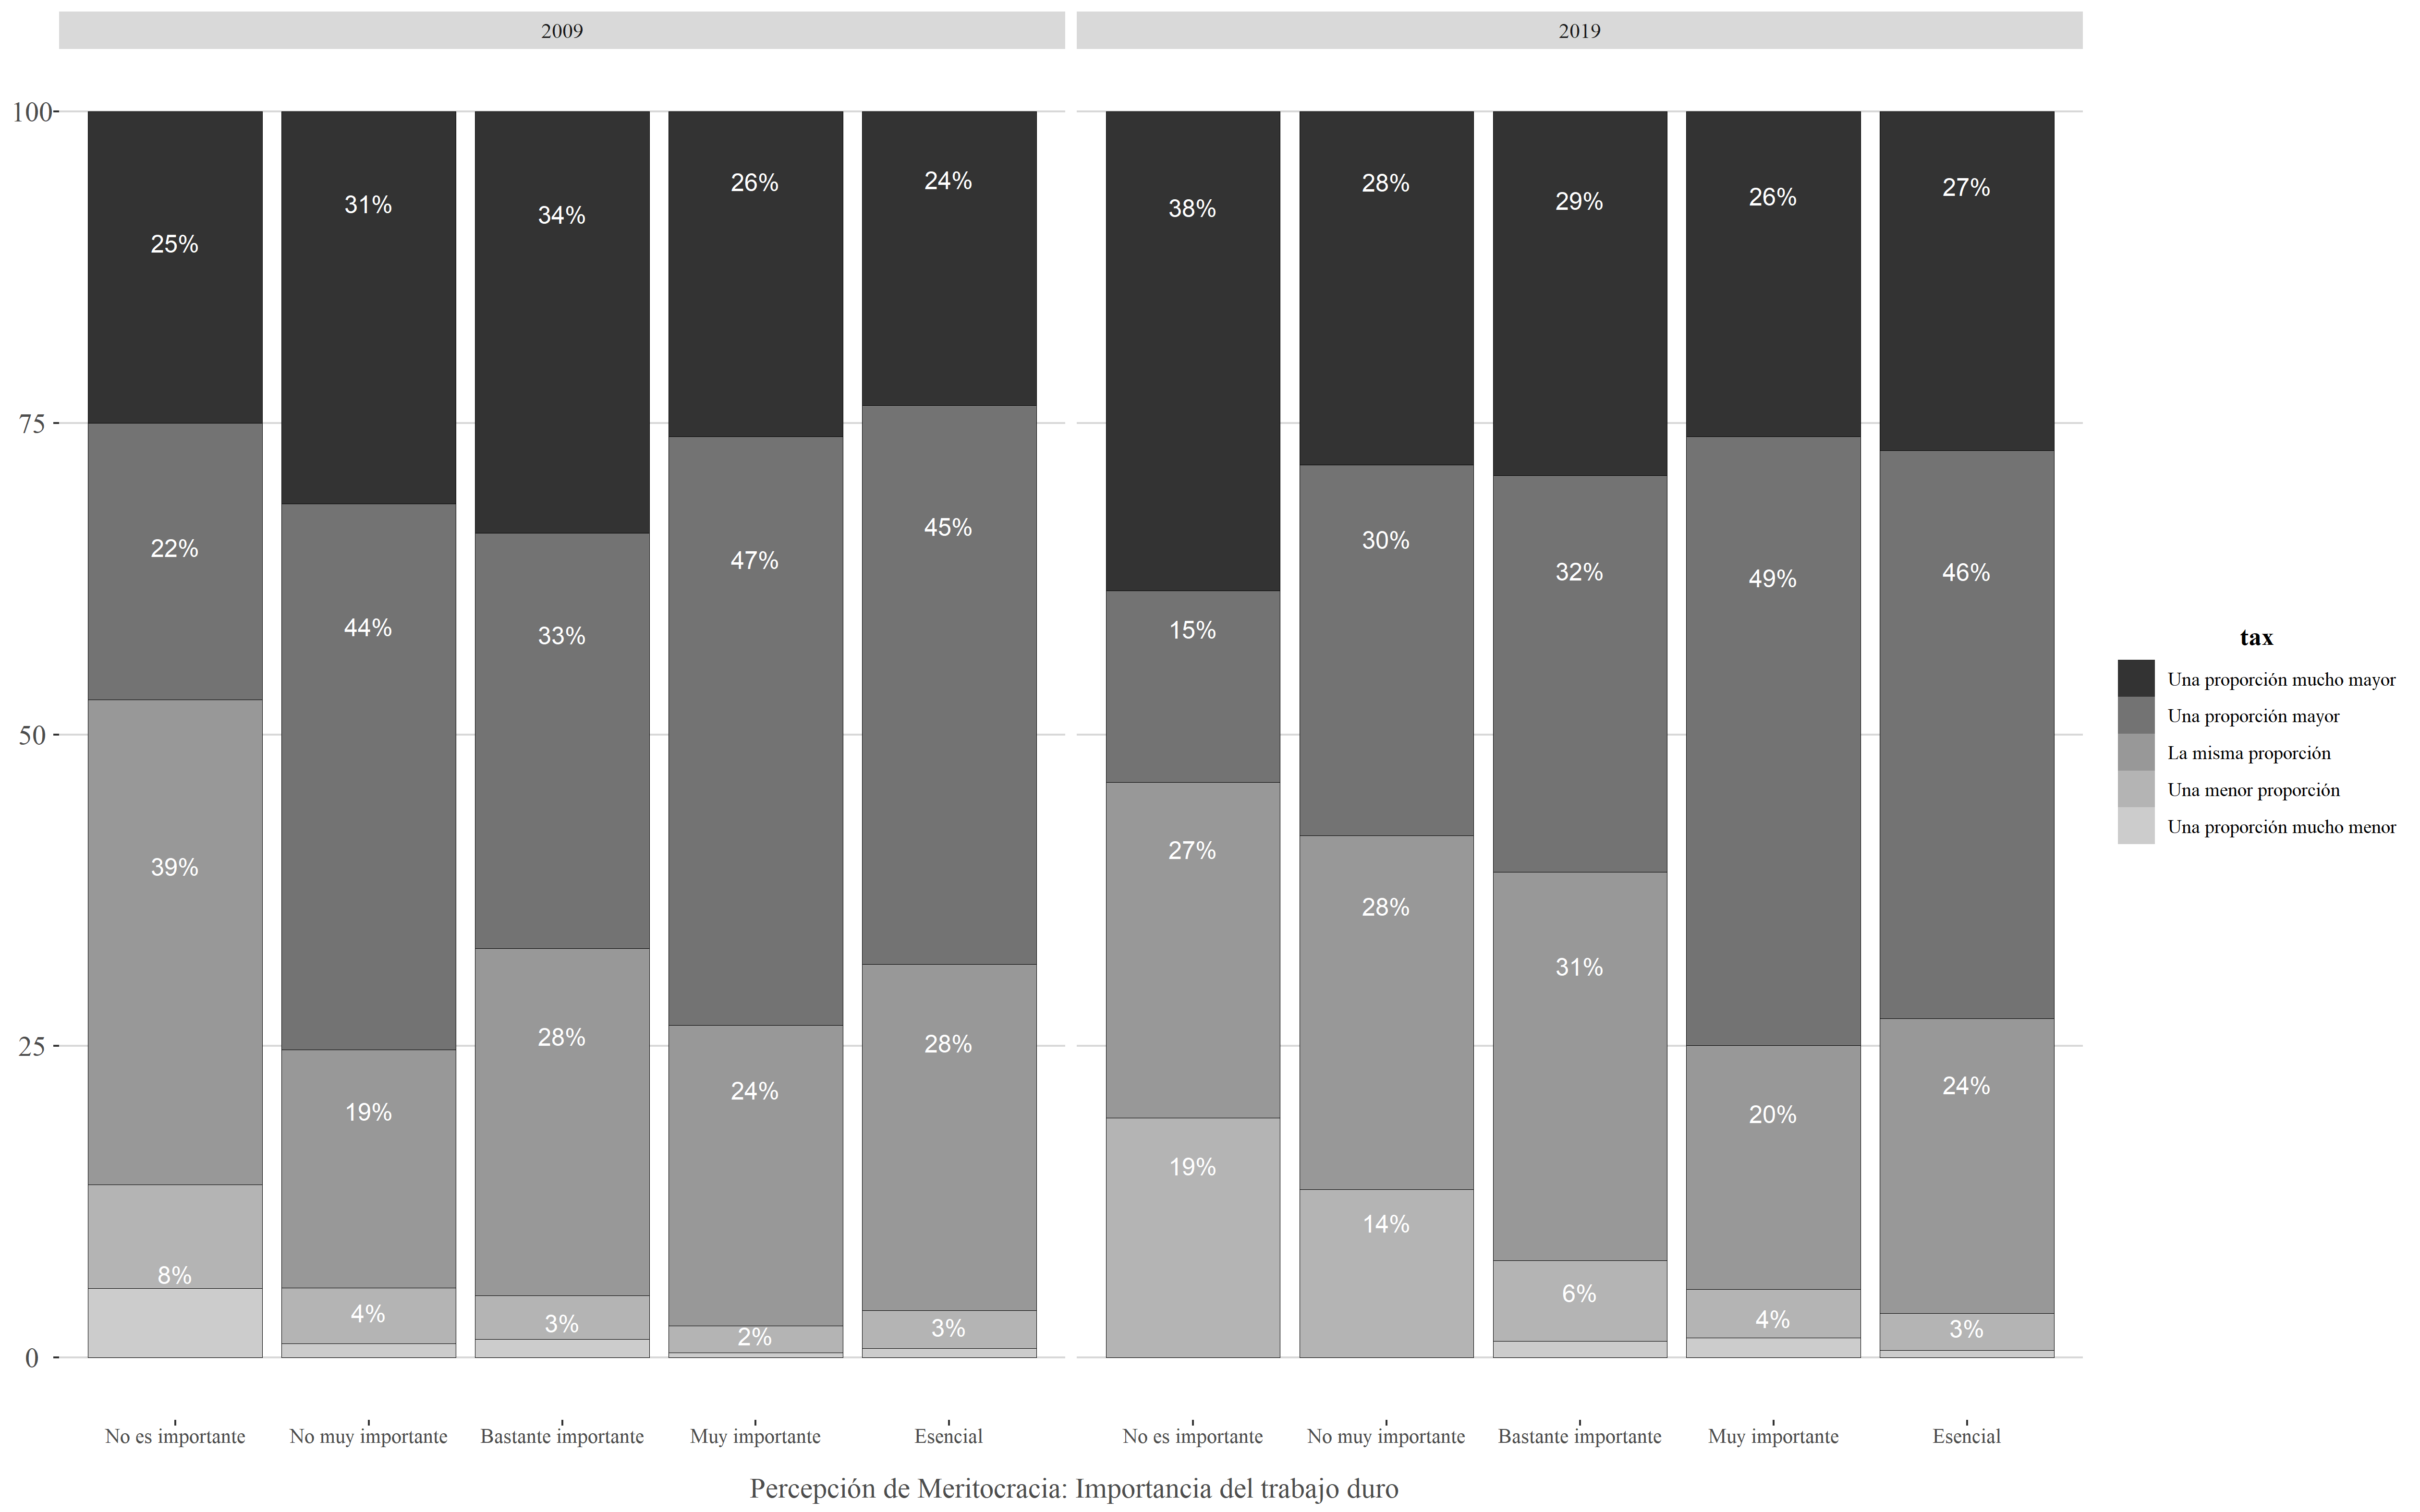 2009 2019
100
75
50
25
0
25% 31% 34% 26% 24% 38% 28% 29% 26% 27%
22% 44% 33% 47% 45% 15% 30% 32% 49% 46%
39% 19% 28% 24% 28% 27% 28% 31% 20% 24%
8% 4% 3% 2% 3% 19% 14% 6% 4% 3%
No es importante No muy importante Bastante importante Muy importante Esencial No es importante No muy importante Bastante importante Muy importante Esencial
Percepción de Meritocracia: Importancia del trabajo duro
tax
Una proporción mucho mayor
Una proporción mayor
La misma proporción
Una menor proporción
Una proporción mucho menor